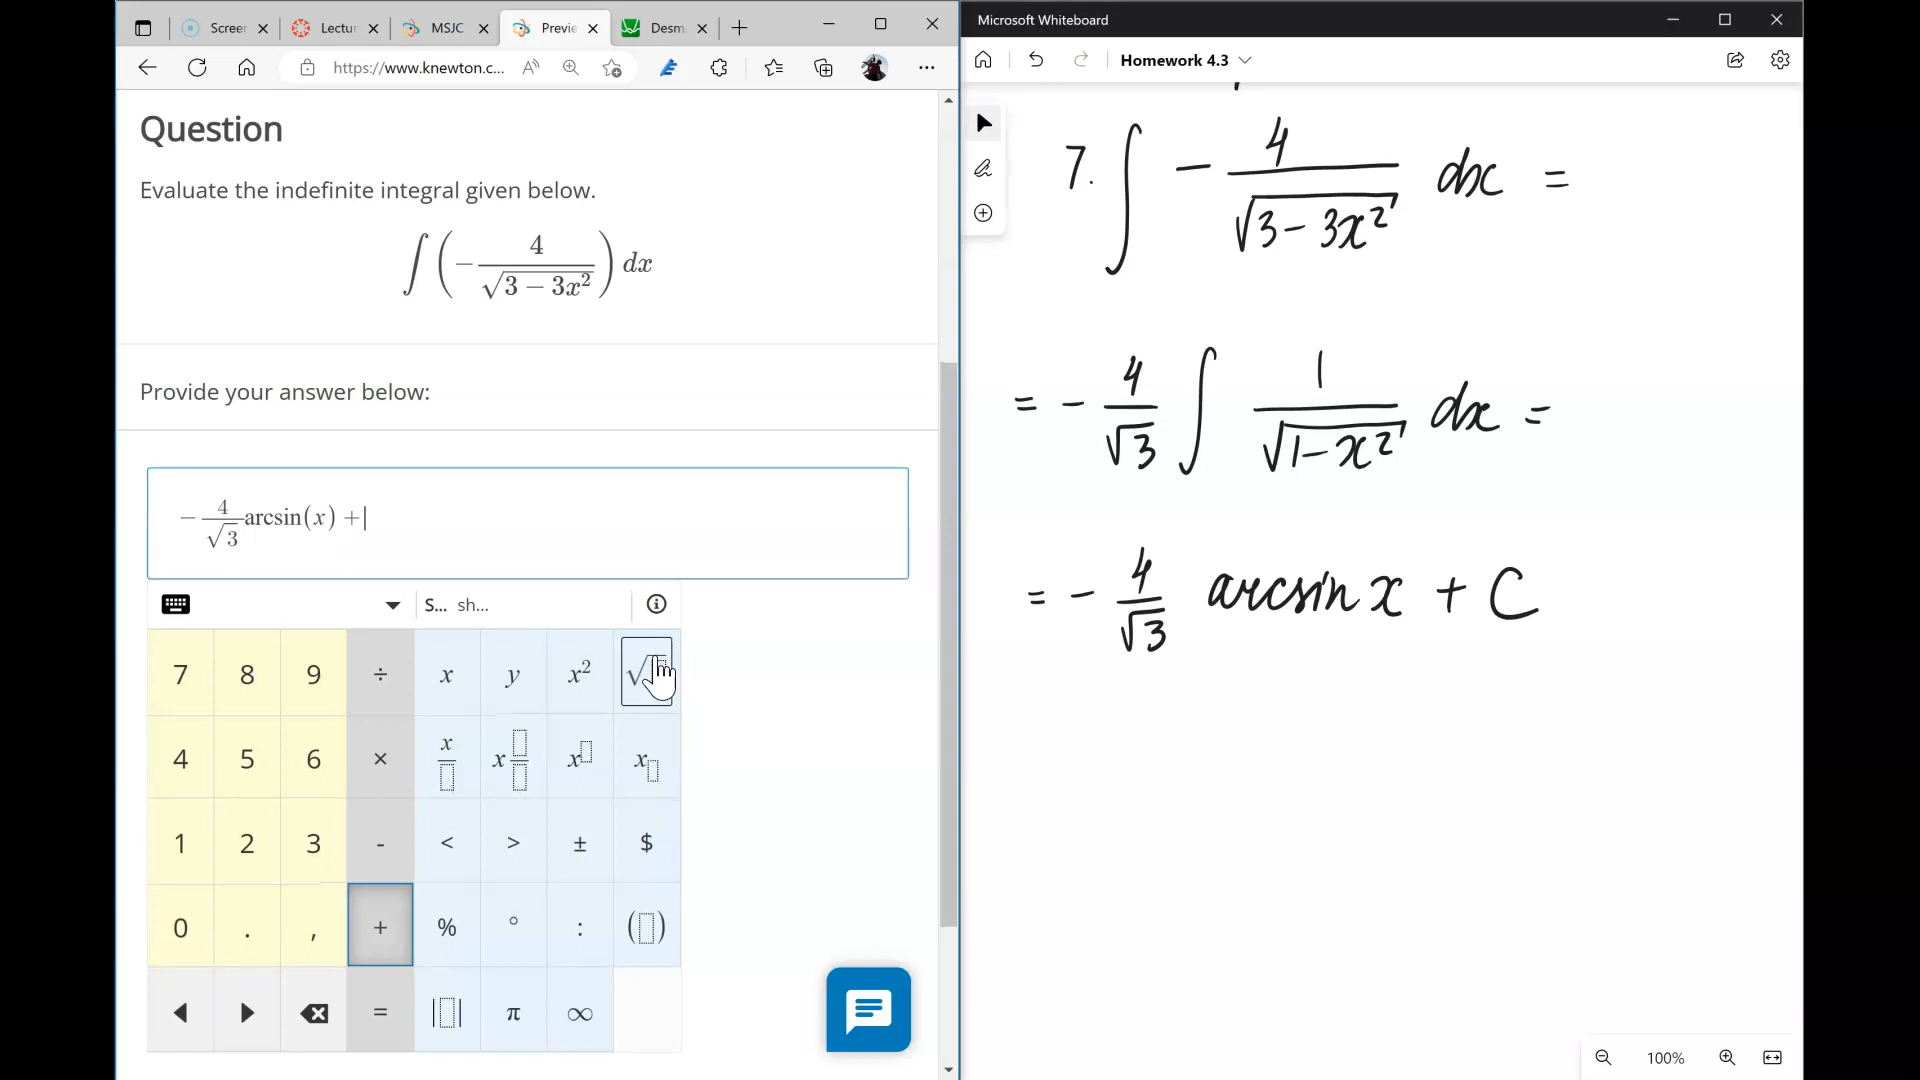 Screer
Lectur
MSJC
Previe
Desm
https://www.knewton.c...
Question
Evaluate the indefinite integral given below.
∫ ( − 4 / √(3 − 3x²) ) dx
Provide your answer below:
− 4/√3 arcsin(x) +
S... sh...
7 8 9 ÷ x y x² √
4 5 6 × x/▯ x▯/▯ x^▯ x_▯
1 2 3 - < > ± $
0 . , + % ° : (▯)
= |▯| π ∞
Microsoft Whiteboard
Homework 4.3
7. ∫ − 4 / √(3 − 3x²) dx =
= − 4/√3 ∫ 1 / √(1 − x²) dx =
= − 4/√3 arcsin x + C
100%